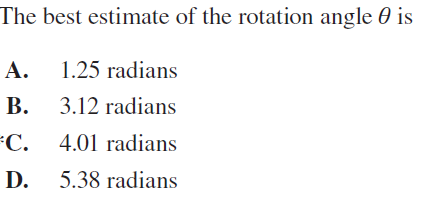 The best estimate of the rotation angle θ is
A. 1.25 radians
B. 3.12 radians
*C. 4.01 radians
D. 5.38 radians